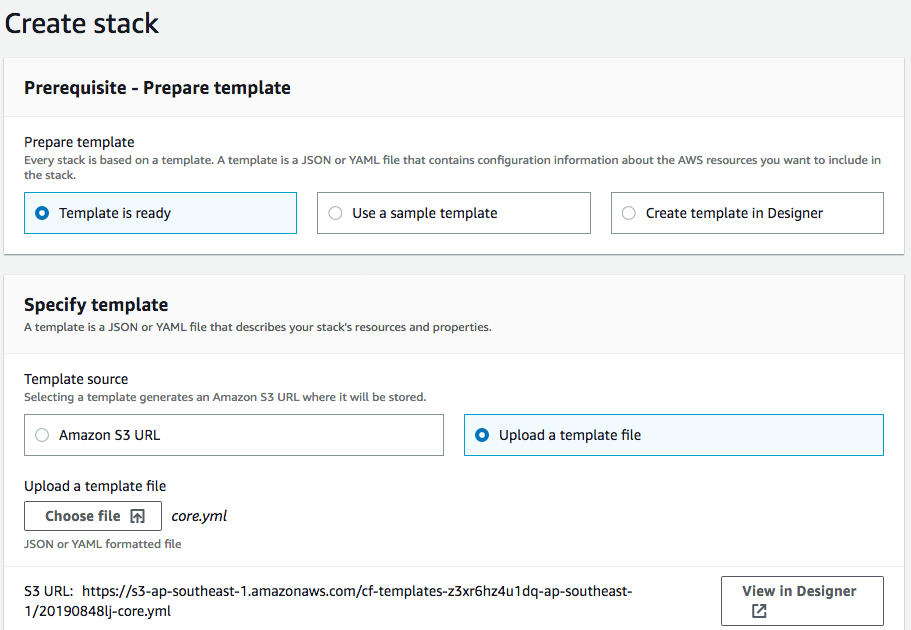 Create stack
Prerequisite - Prepare template
Prepare template
Every stack is based on a template. A template is a JSON or YAML file that contains configuration information about the AWS resources you want to include in
the stack.
Template is ready
Use a sample template
Create template in Designer
Specify template
A template is a JSON or YAML file that describes your stack's resources and properties.
Template source
Selecting a template generates an Amazon S3 URL where it will be stored.
Amazon S3 URL
Upload a template file
Upload a template file
Choose file
core.yml
JSON or YAML formatted file
S3 URL: https://s3-ap-southeast-1.amazonaws.com/cf-templates-z3xr6hz4u1dq-ap-southeast-
1/20190848lj-core.yml
View in Designer